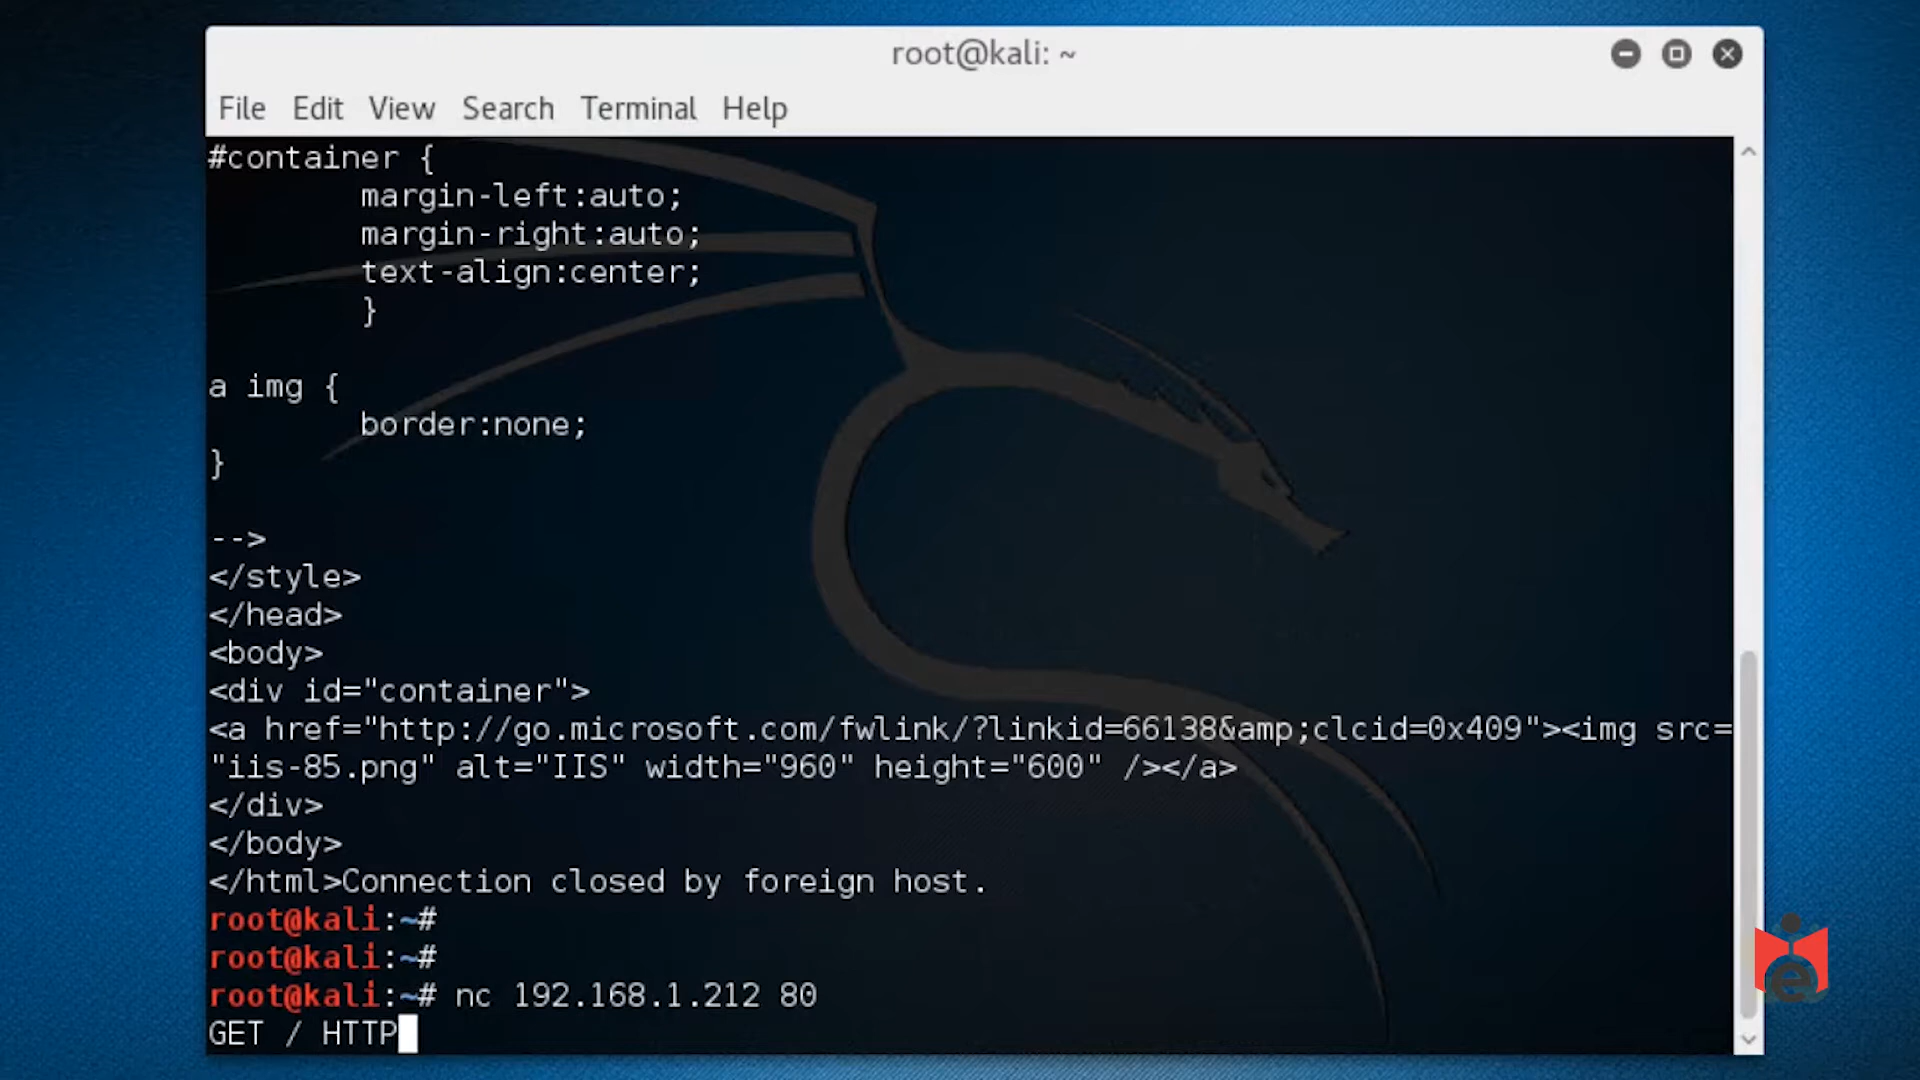 root@kali: ~
File Edit View Search Terminal Help
#container {
        margin-left:auto;
        margin-right:auto;
        text-align:center;
        }
a img {
        border:none;
}
-->
</style>
</head>
<body>
<div id="container">
<a href="http://go.microsoft.com/fwlink/?linkid=66138&amp;clcid=0x409"><img src=
"iis-85.png" alt="IIS" width="960" height="600" /></a>
</div>
</body>
</html>Connection closed by foreign host.
root@kali:~#
root@kali:~#
root@kali:~# nc 192.168.1.212 80
GET / HTTP
e